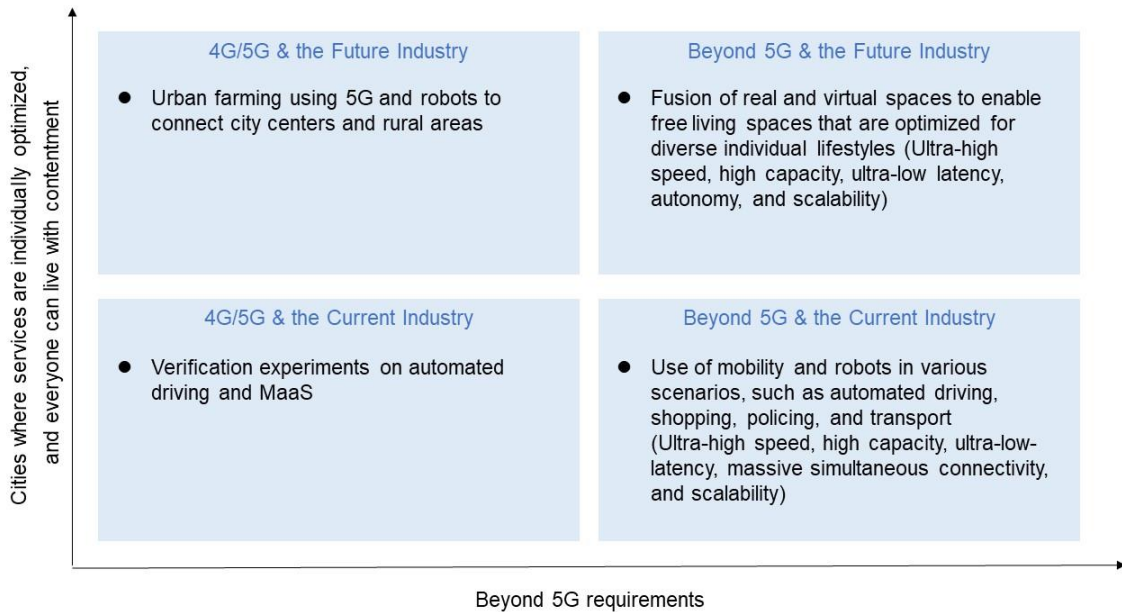 Cities where services are individually optimized,
and everyone can live with contentment
4G/5G & the Future Industry
● Urban farming using 5G and robots to
connect city centers and rural areas
Beyond 5G & the Future Industry
● Fusion of real and virtual spaces to enable
free living spaces that are optimized for
diverse individual lifestyles (Ultra-high
speed, high capacity, ultra-low latency,
autonomy, and scalability)
4G/5G & the Current Industry
● Verification experiments on automated
driving and MaaS
Beyond 5G & the Current Industry
● Use of mobility and robots in various
scenarios, such as automated driving,
shopping, policing, and transport
(Ultra-high speed, high capacity, ultra-low-
latency, massive simultaneous connectivity,
and scalability)
Beyond 5G requirements